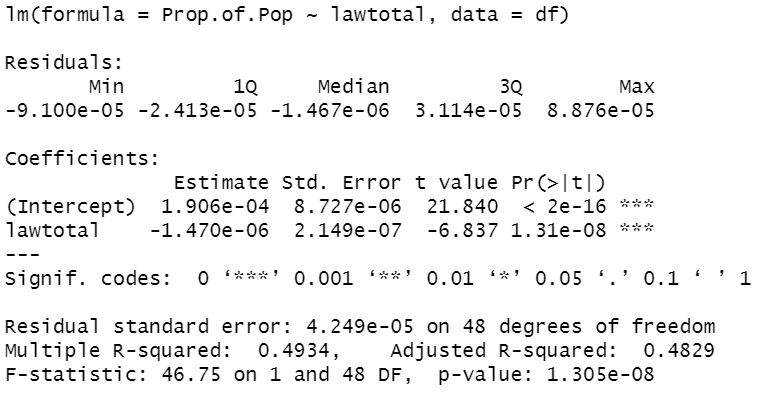 lm(formula = Prop.of.Pop ~ lawtotal, data = df)
Residuals:
Min 1Q Median 3Q Max
-9.100e-05 -2.413e-05 -1.467e-06 3.114e-05 8.876e-05
Coefficients:
Estimate Std. Error t value Pr(>|t|)
(Intercept) 1.906e-04 8.727e-06 21.840 < 2e-16 ***
lawtotal -1.470e-06 2.149e-07 -6.837 1.31e-08 ***
---
Signif. codes: 0 ‘***’ 0.001 ‘**’ 0.01 ‘*’ 0.05 ‘.’ 0.1 ‘ ’ 1
Residual standard error: 4.249e-05 on 48 degrees of freedom
Multiple R-squared: 0.4934, Adjusted R-squared: 0.4829
F-statistic: 46.75 on 1 and 48 DF, p-value: 1.305e-08